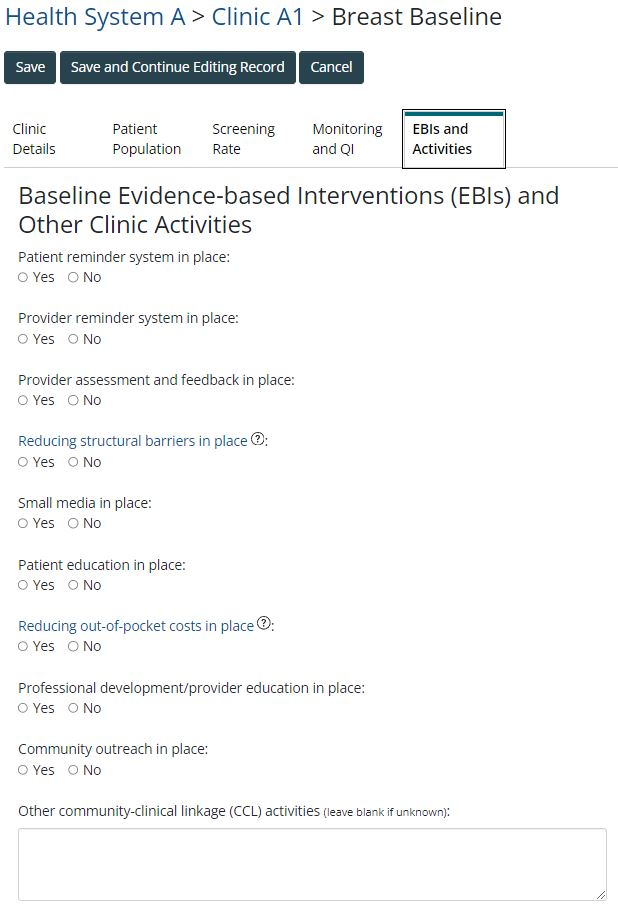 Health System A > Clinic A1 > Breast Baseline
Save Save and Continue Editing Record Cancel
Clinic Details
Patient Population
Screening Rate
Monitoring and QI
EBIs and Activities
Baseline Evidence-based Interventions (EBIs) and
Other Clinic Activities
Patient reminder system in place:
Yes No
Provider reminder system in place:
Yes No
Provider assessment and feedback in place:
Yes No
Reducing structural barriers in place ?:
Yes No
Small media in place:
Yes No
Patient education in place:
Yes No
Reducing out-of-pocket costs in place ?:
Yes No
Professional development/provider education in place:
Yes No
Community outreach in place:
Yes No
Other community-clinical linkage (CCL) activities (leave blank if unknown):